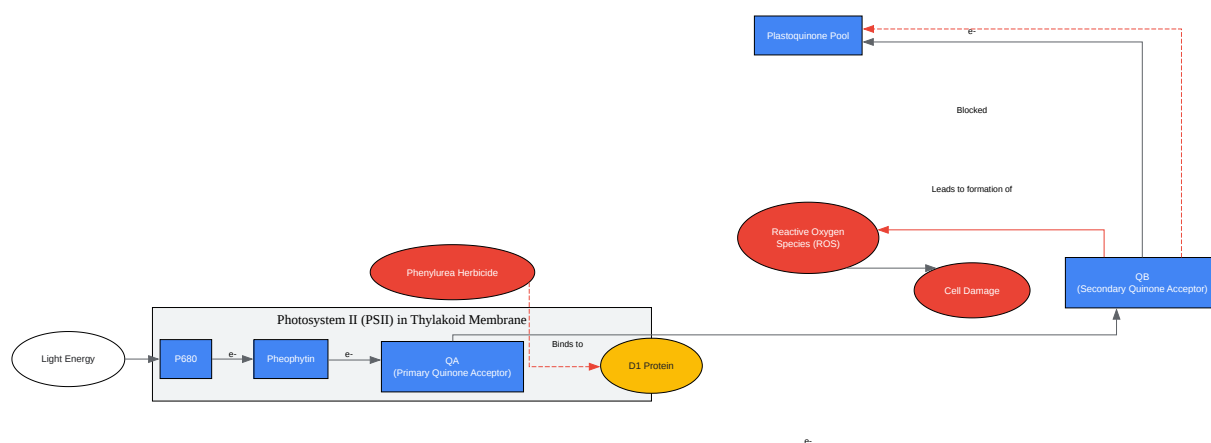 Plastoquinone Pool
e-
Blocked
Leads to formation of
Reactive Oxygen
Species (ROS)
Cell Damage
QB
(Secondary Quinone Acceptor)
Phenylurea Herbicide
Photosystem II (PSII) in Thylakoid Membrane
Light Energy
P680
e-
Pheophytin
e-
QA
(Primary Quinone Acceptor)
Binds to
D1 Protein
e-